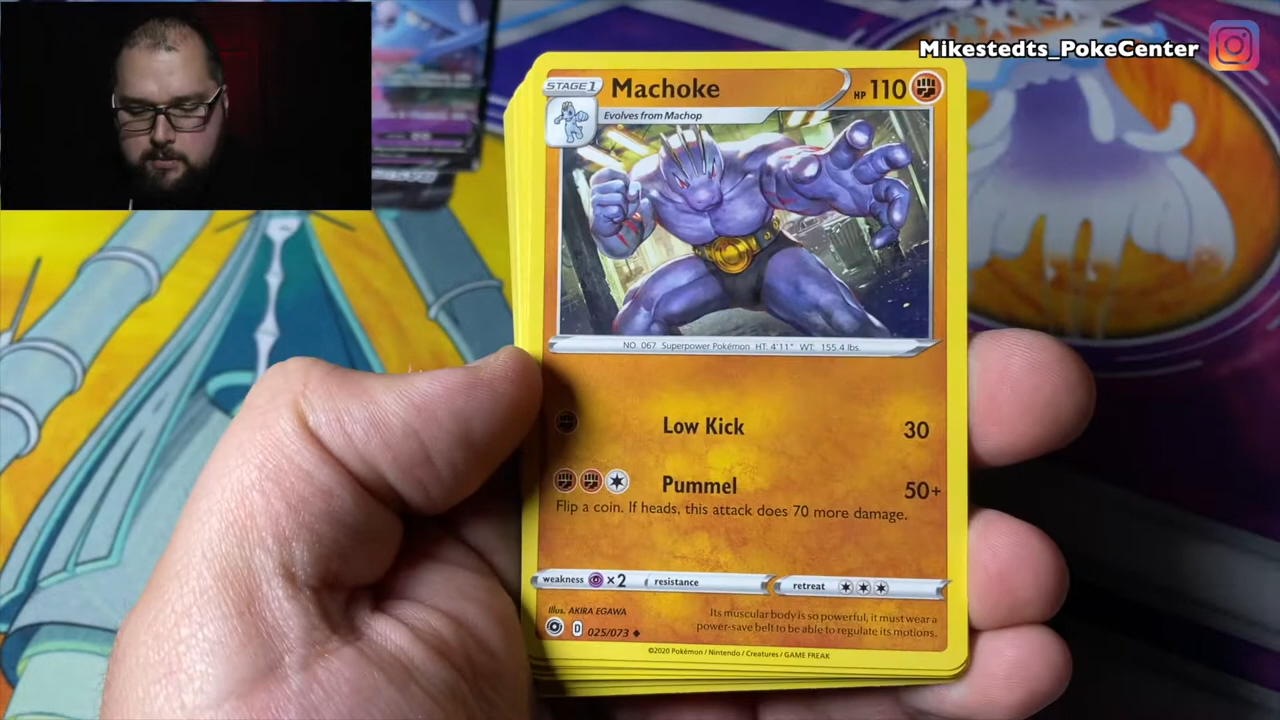 Mikestedts_PokeCenter
STAGE 1 Machoke HP 110
Evolves from Machop
NO. 067 Superpower Pokémon HT: 4'11" WT: 155.4 lbs.
Low Kick 30
Pummel 50+
Flip a coin. If heads, this attack does 70 more damage.
weakness ×2 resistance retreat
Illus. AKIRA EGAWA
D 025/073
Its muscular body is so powerful, it must wear a
power-save belt to be able to regulate its motions.
©2020 Pokémon / Nintendo / Creatures / GAME FREAK